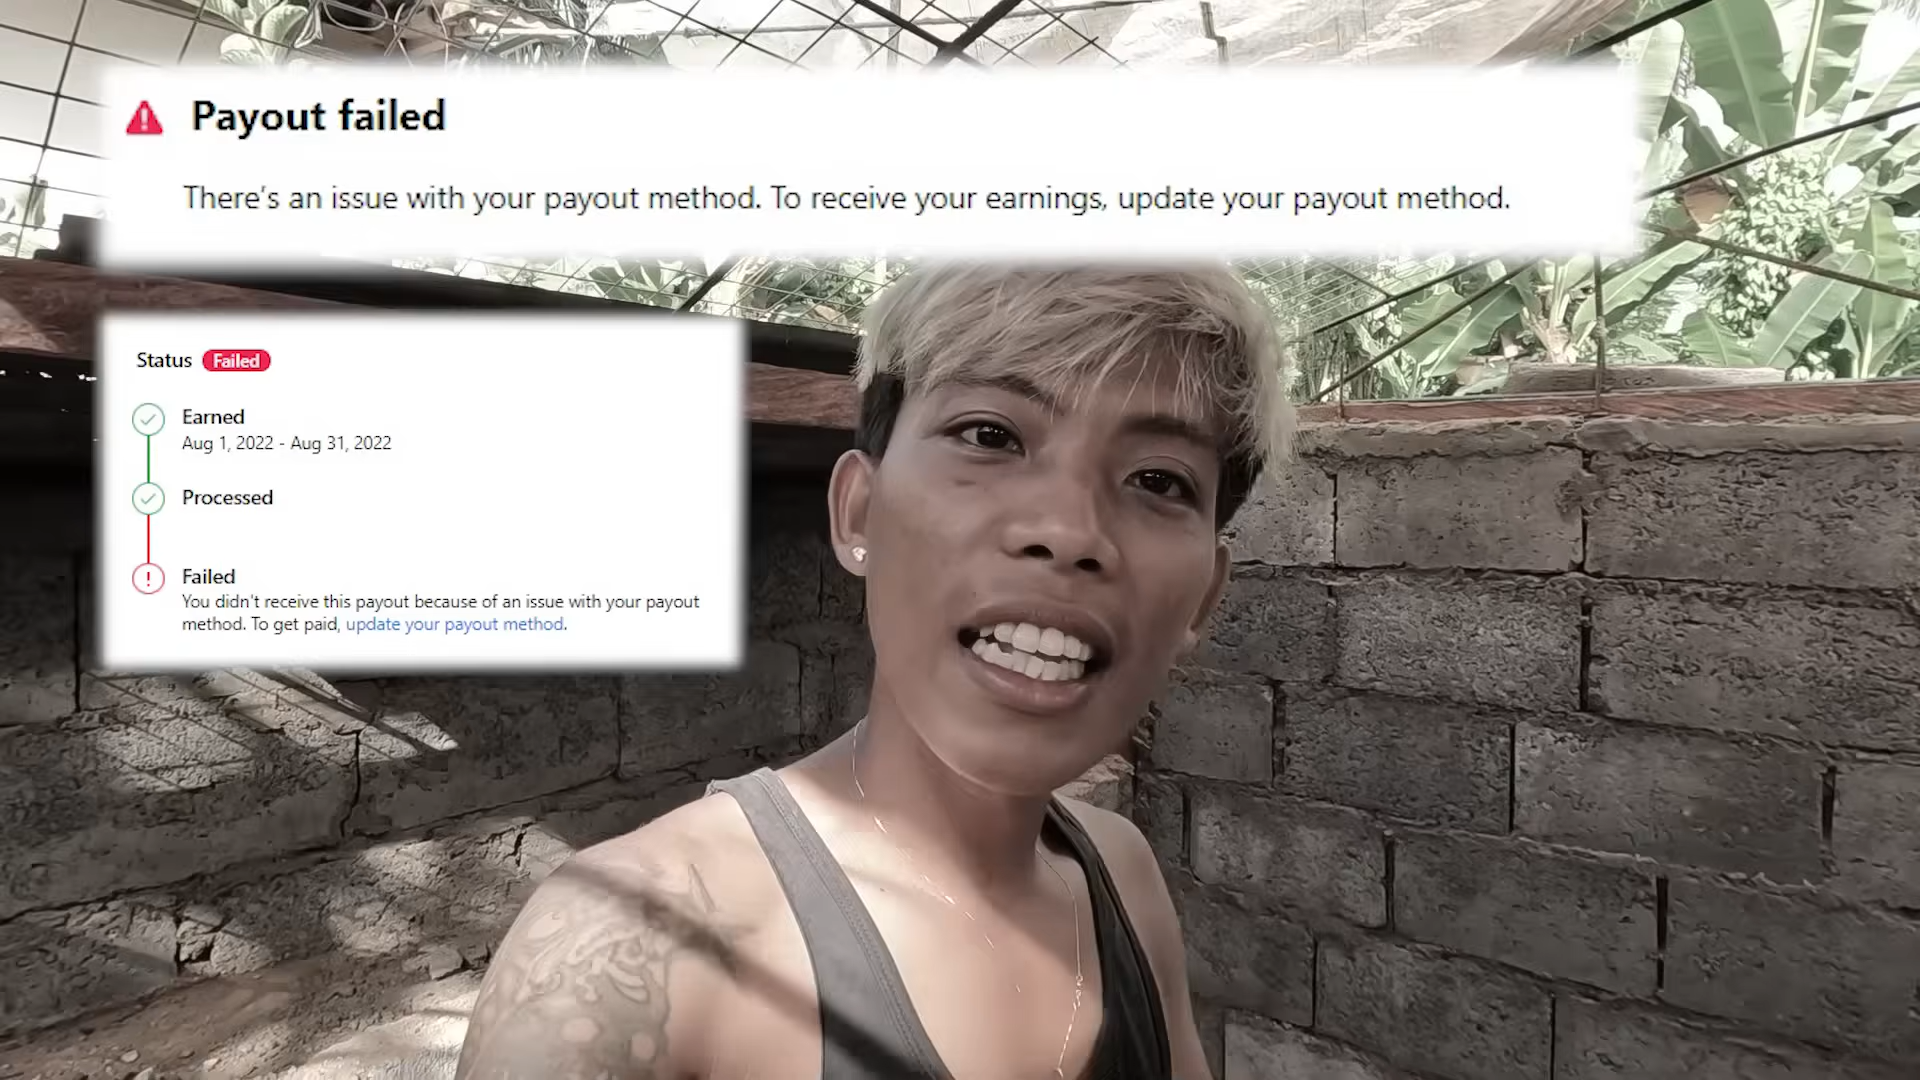 Payout failed
There's an issue with your payout method. To receive your earnings, update your payout method.
Status Failed
Earned
Aug 1, 2022 - Aug 31, 2022
Processed
Failed
You didn't receive this payout because of an issue with your payout
method. To get paid, update your payout method.